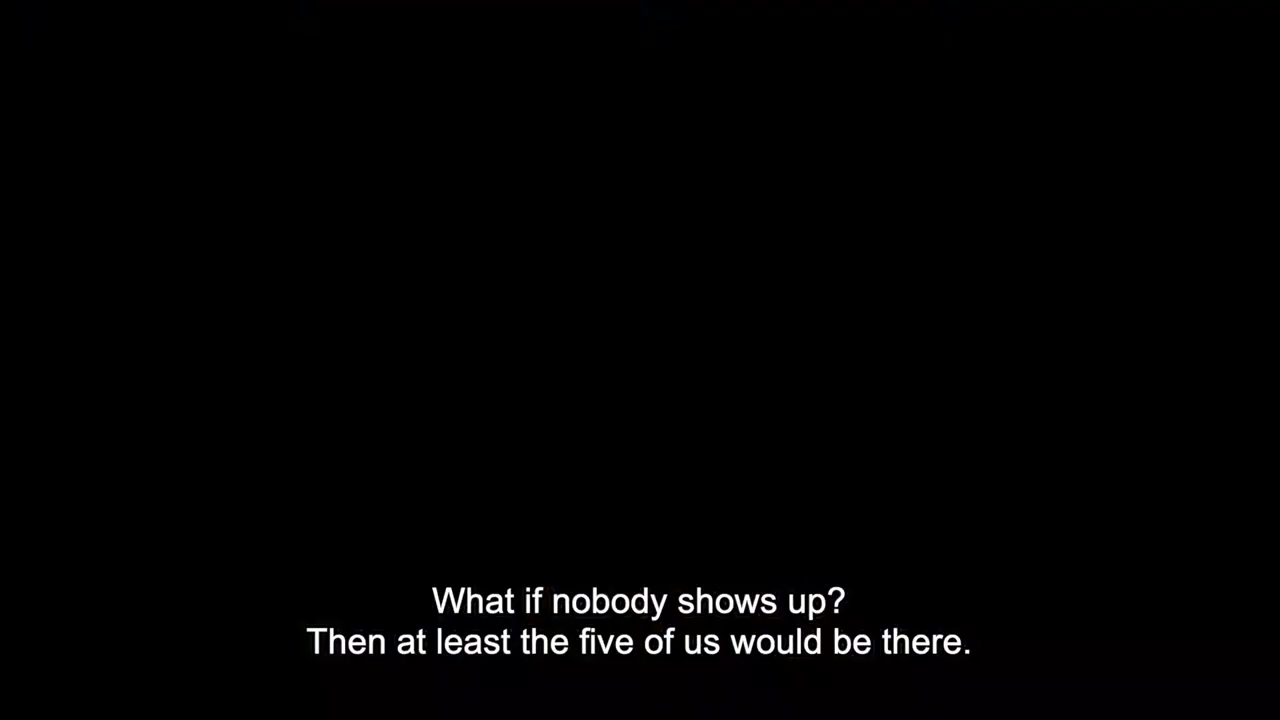 What if nobody shows up?
Then at least the five of us would be there.